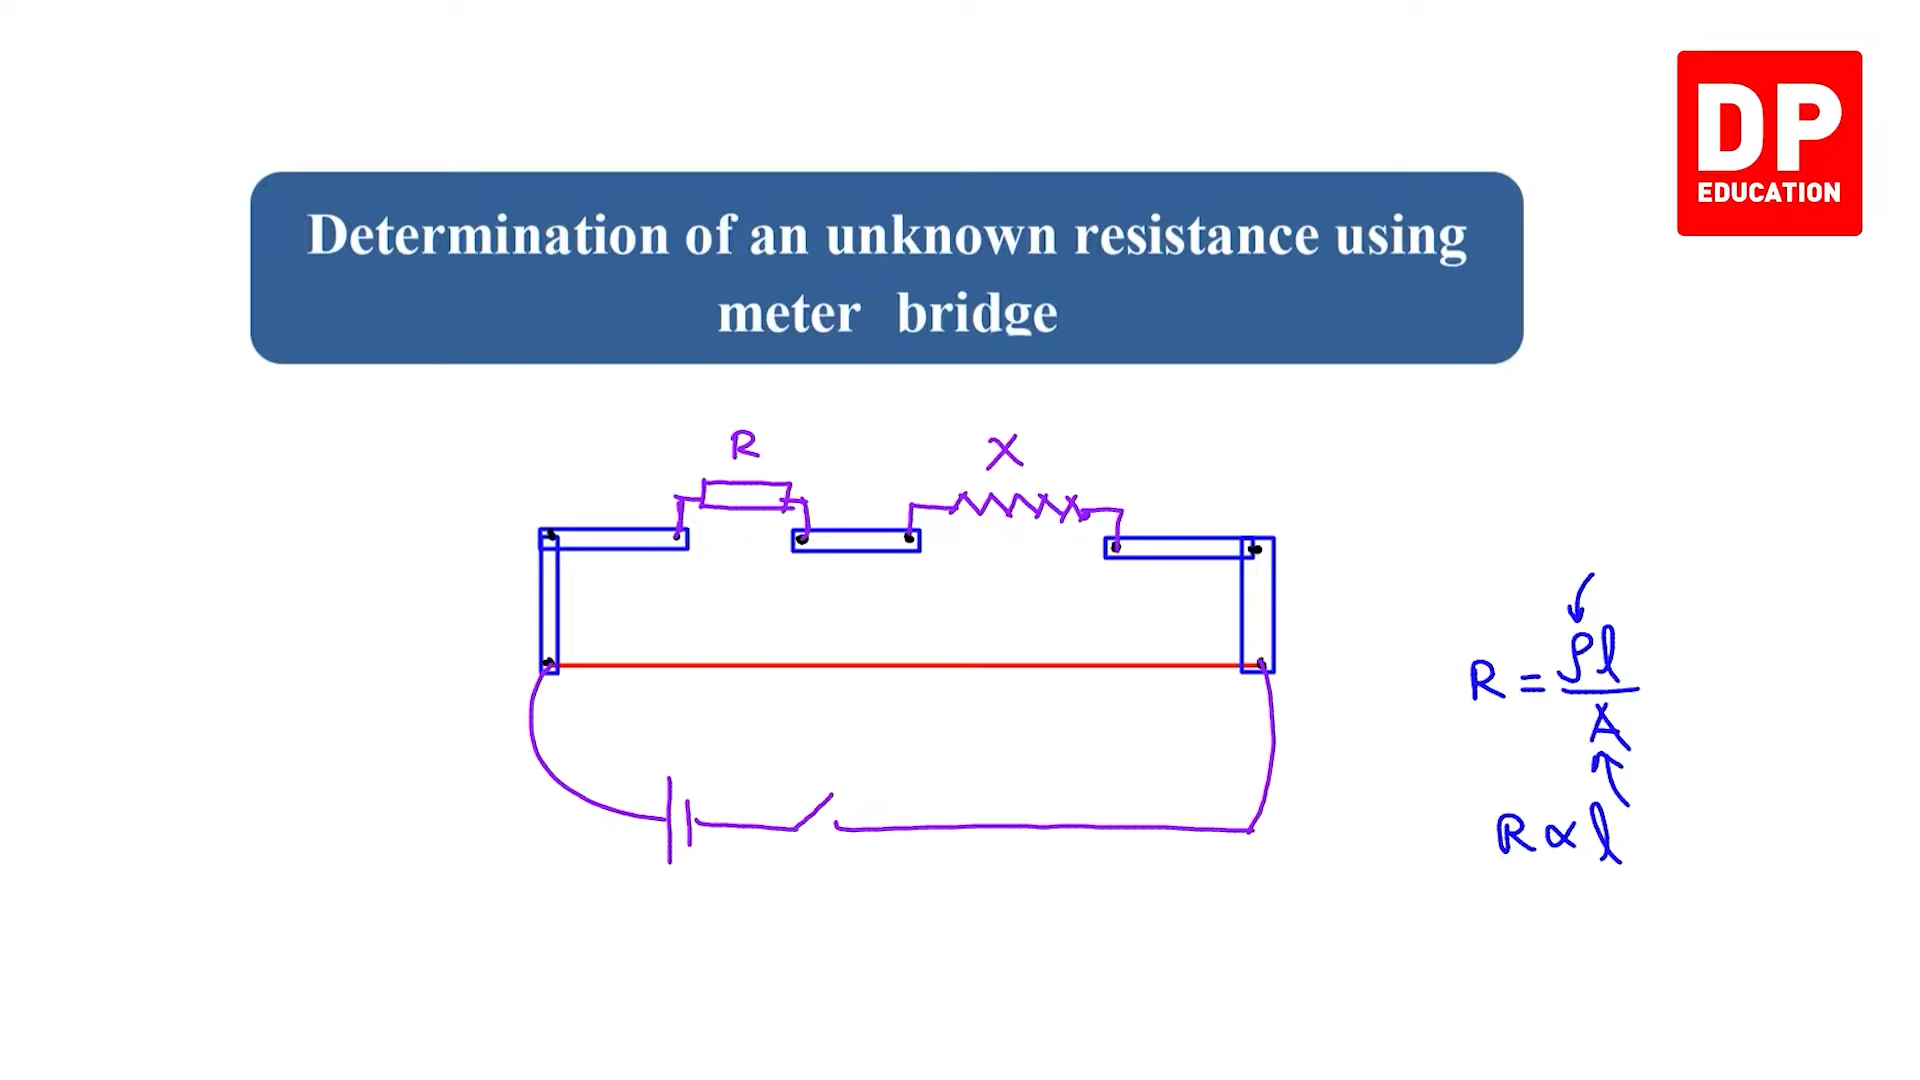 DP
EDUCATION
Determination of an unknown resistance using
meter bridge
R
X
R = ρl
A
R ∝ l